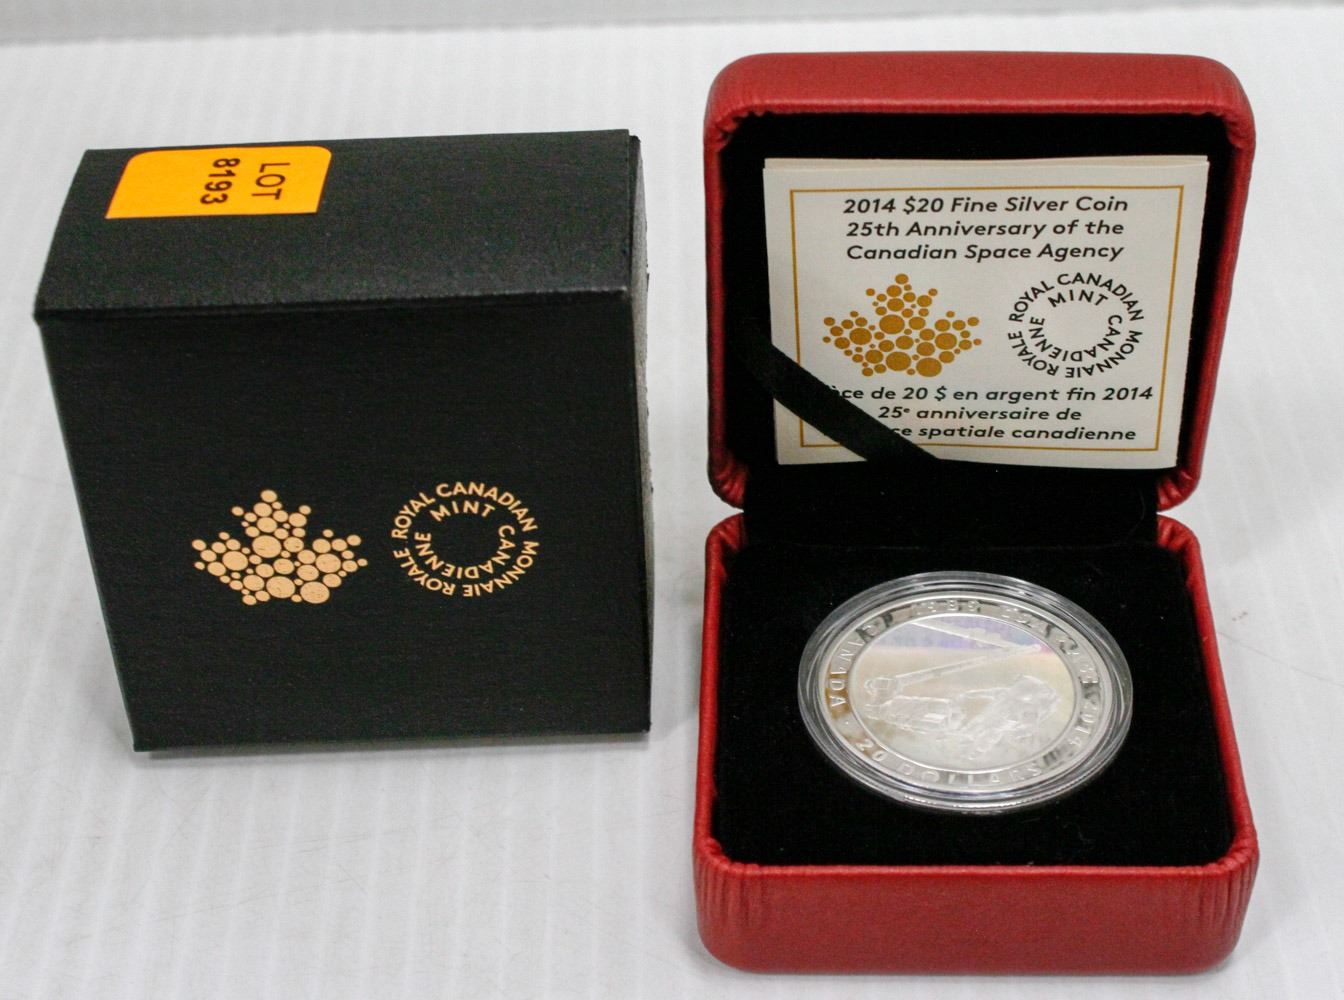 LOT
8193
ROYAL CANADIAN MINT
MONNAIE ROYALE CANADIENNE
2014 $20 Fine Silver Coin
25th Anniversary of the
Canadian Space Agency
ROYAL CANADIAN MINT
MONNAIE ROYALE CANADIENNE
de 20 $ en argent fin 2014
25e anniversaire de
spatiale canadienne
CANADA 2014
20 DOLLARS